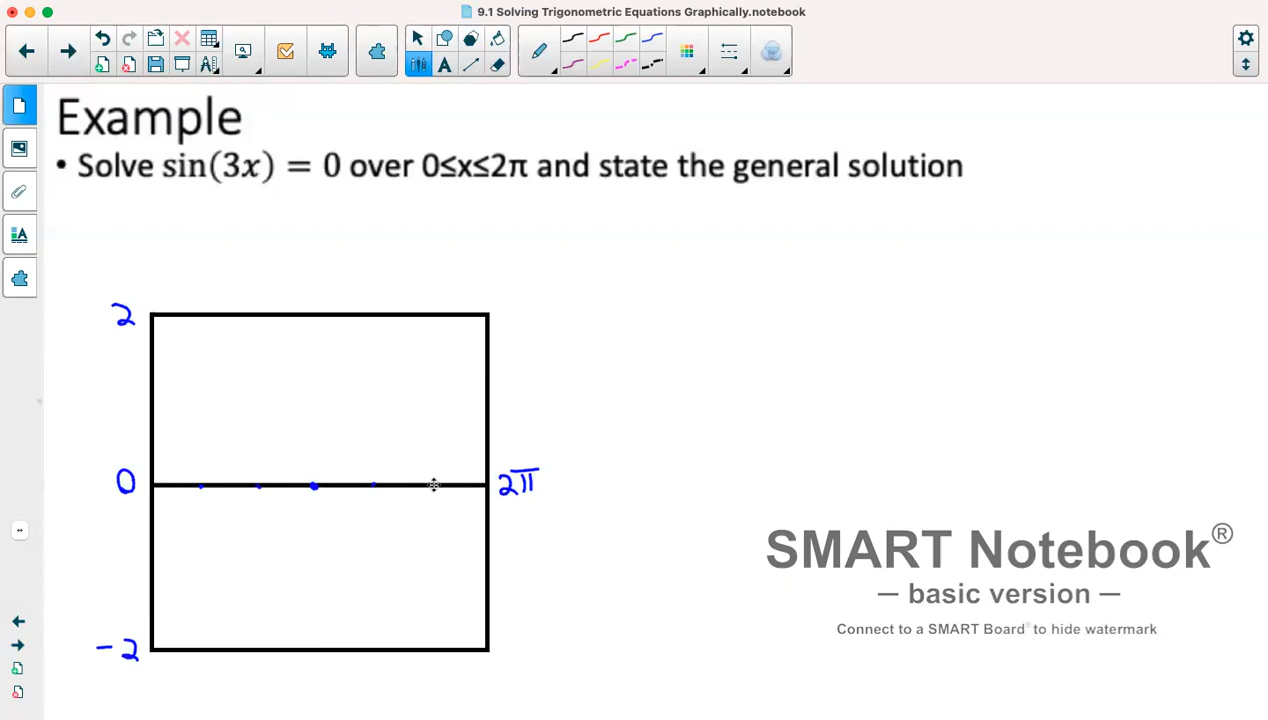 9.1 Solving Trigonometric Equations Graphically.notebook
Example
• Solve sin(3x) = 0 over 0≤x≤2π and state the general solution
2
0
2π
-2
SMART Notebook®
— basic version —
Connect to a SMART Board® to hide watermark